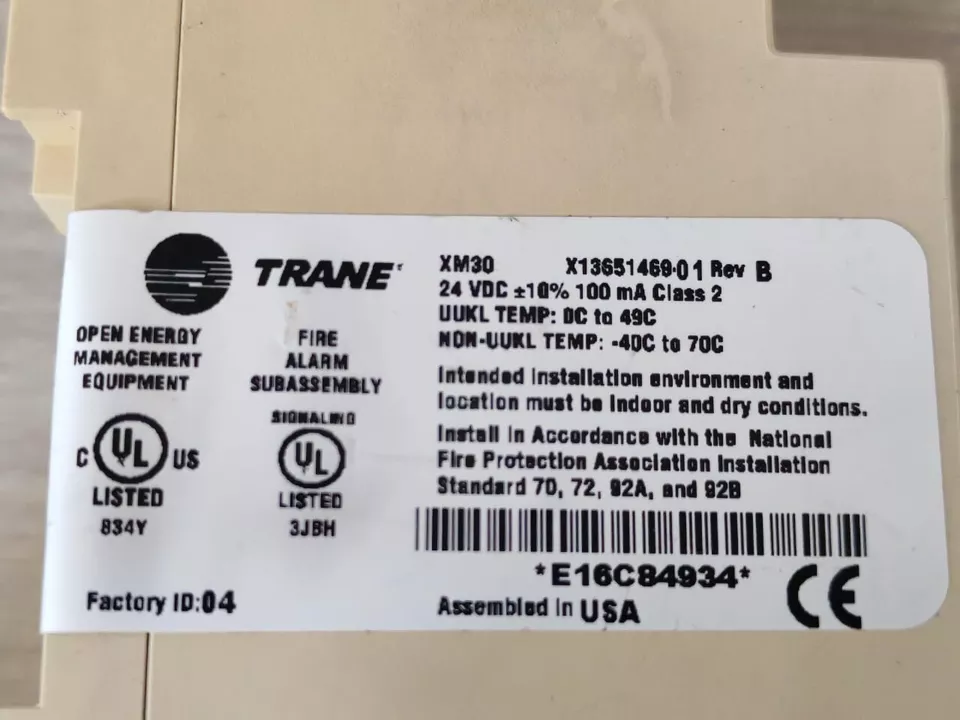 TRANE
XM30 X13651469-01 Rev B
24 VDC ±10% 100 mA Class 2
UUKL TEMP: 0C to 49C
NON-UUKL TEMP: -40C to 70C
OPEN ENERGY
MANAGEMENT
EQUIPMENT
FIRE
ALARM
SUBASSEMBLY
Intended installation environment and
location must be indoor and dry conditions.
Install in Accordance with the National
Fire Protection Association Installation
Standard 70, 72, 92A, and 92B
C UL US
LISTED
834Y
SIGNALING
UL
LISTED
3JBH
*E16C84934*
Factory ID:04
Assembled in USA
CE